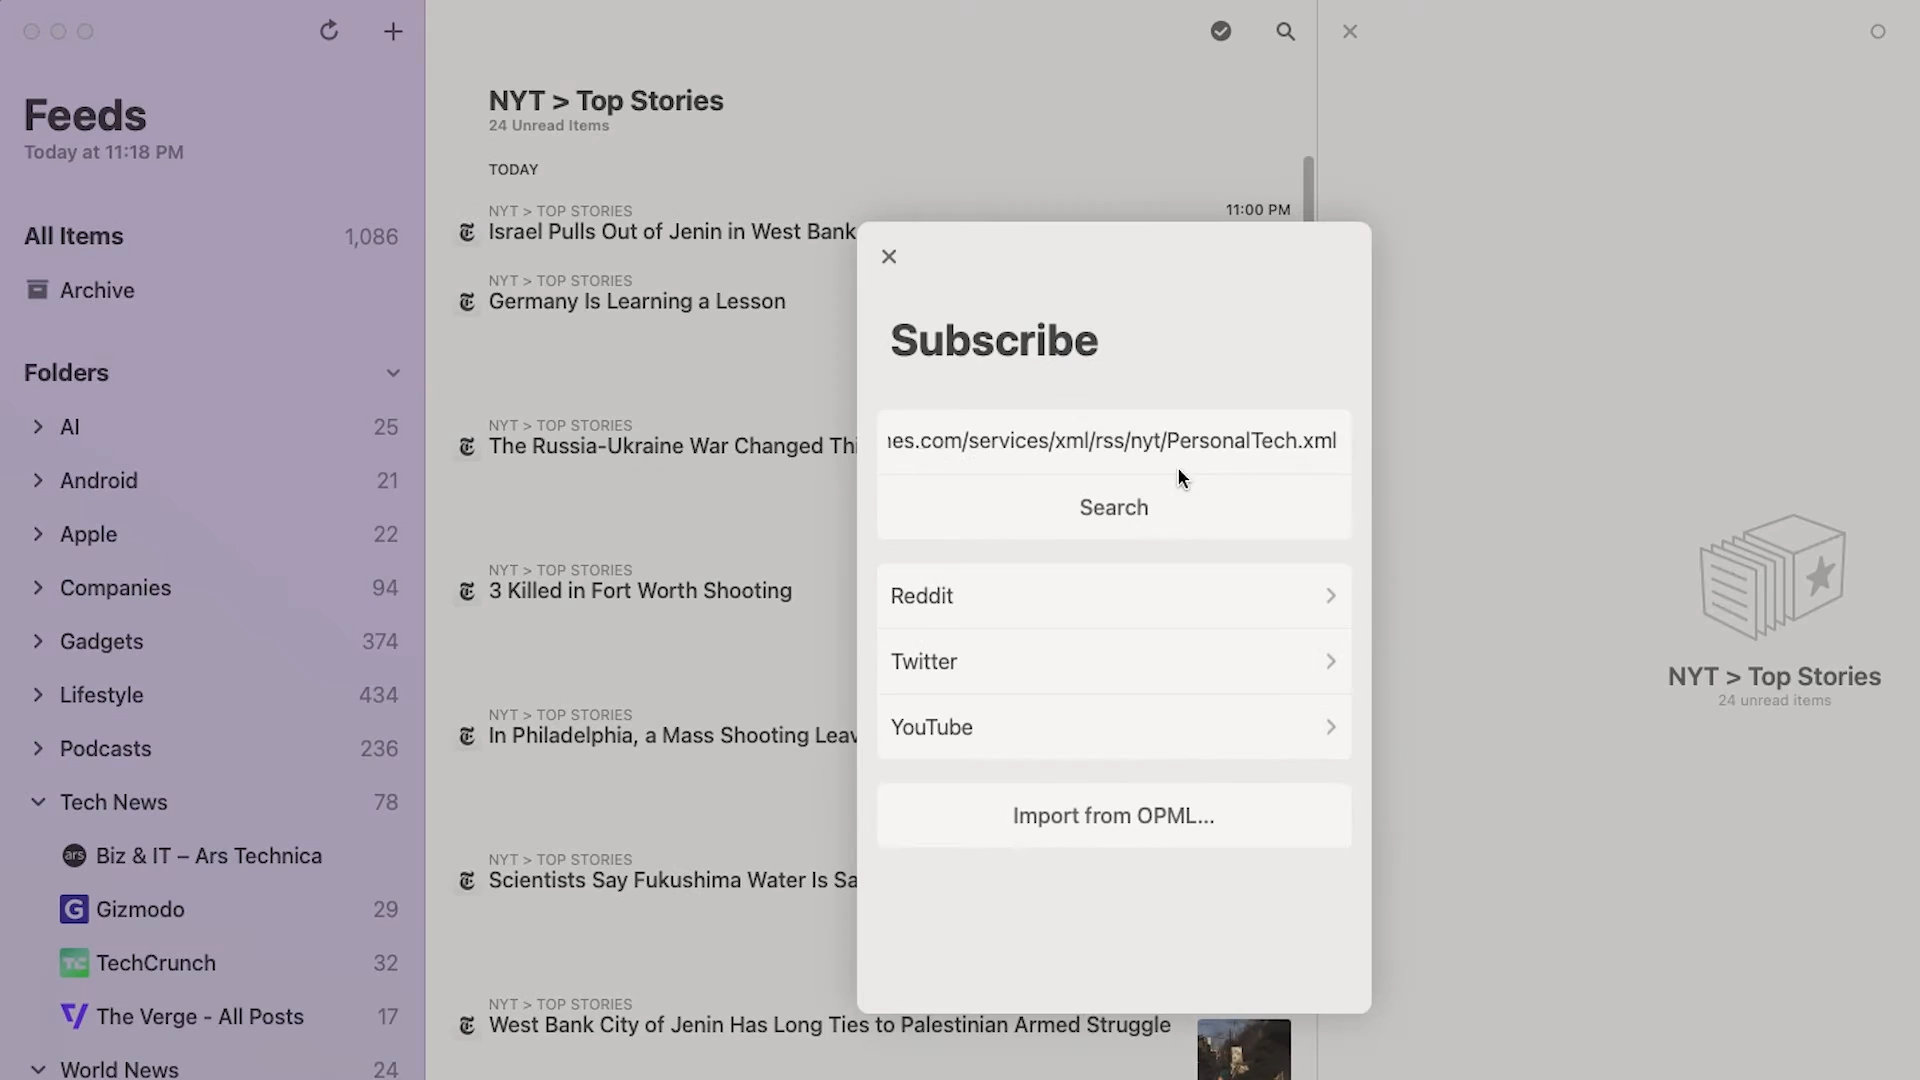 Feeds
Today at 11:18 PM
All Items 1,086
Archive
Folders
AI 25
Android 21
Apple 22
Companies 94
Gadgets 374
Lifestyle 434
Podcasts 236
Tech News 78
ars Biz & IT – Ars Technica
G Gizmodo 29
TC TechCrunch 32
The Verge - All Posts 17
World News 24
NYT > Top Stories
24 Unread Items
TODAY
NYT > TOP STORIES 11:00 PM
Israel Pulls Out of Jenin in West Bank
NYT > TOP STORIES
Germany Is Learning a Lesson
NYT > TOP STORIES
The Russia-Ukraine War Changed Thi
NYT > TOP STORIES
3 Killed in Fort Worth Shooting
NYT > TOP STORIES
In Philadelphia, a Mass Shooting Leav
NYT > TOP STORIES
Scientists Say Fukushima Water Is Sa
NYT > TOP STORIES
West Bank City of Jenin Has Long Ties to Palestinian Armed Struggle
Subscribe
nes.com/services/xml/rss/nyt/PersonalTech.xml
Search
Reddit
Twitter
YouTube
Import from OPML...
NYT > Top Stories
24 unread items